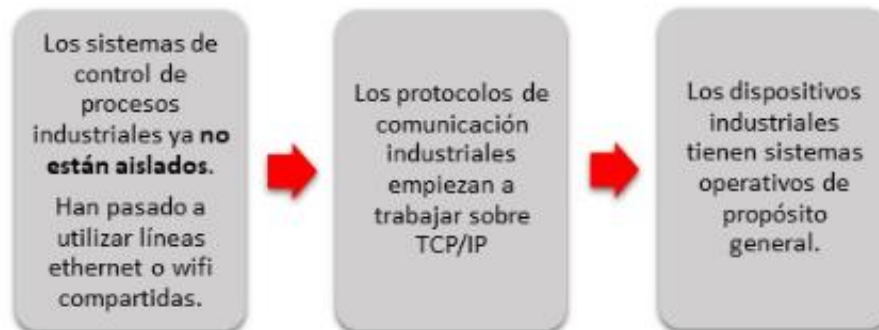 Los sistemas de
control de
procesos
industriales ya no
están aislados.
Han pasado a
utilizar líneas
ethernet o wifi
compartidas.
Los protocolos de
comunicación
industriales
empiezan a
trabajar sobre
TCP/IP
Los dispositivos
industriales
tienen sistemas
operativos de
propósito
general.